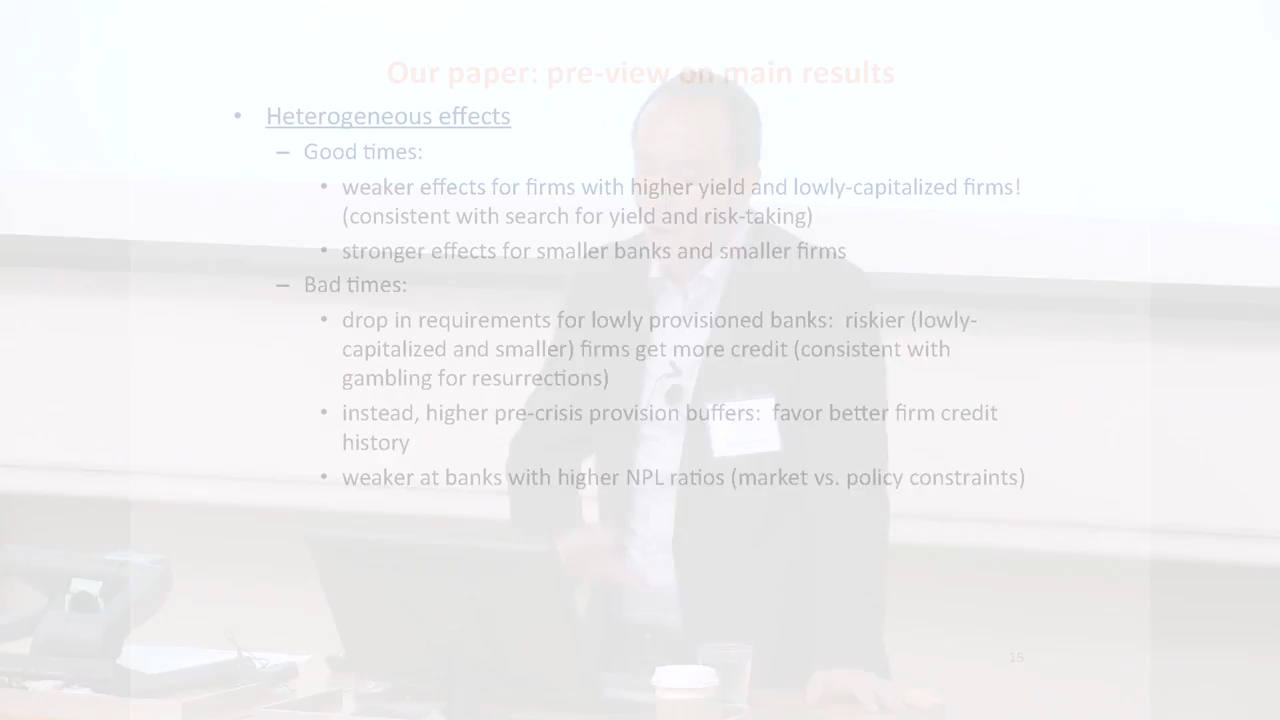 Our paper: pre-view on main results
• Heterogeneous effects
– Good times:
• weaker effects for firms with higher yield and lowly-capitalized firms!
(consistent with search for yield and risk-taking)
• stronger effects for smaller banks and smaller firms
– Bad times:
• drop in requirements for lowly provisioned banks: riskier (lowly-
capitalized and smaller) firms get more credit (consistent with
gambling for resurrections)
• instead, higher pre-crisis provision buffers: favor better firm credit
history
• weaker at banks with higher NPL ratios (market vs. policy constraints)
15